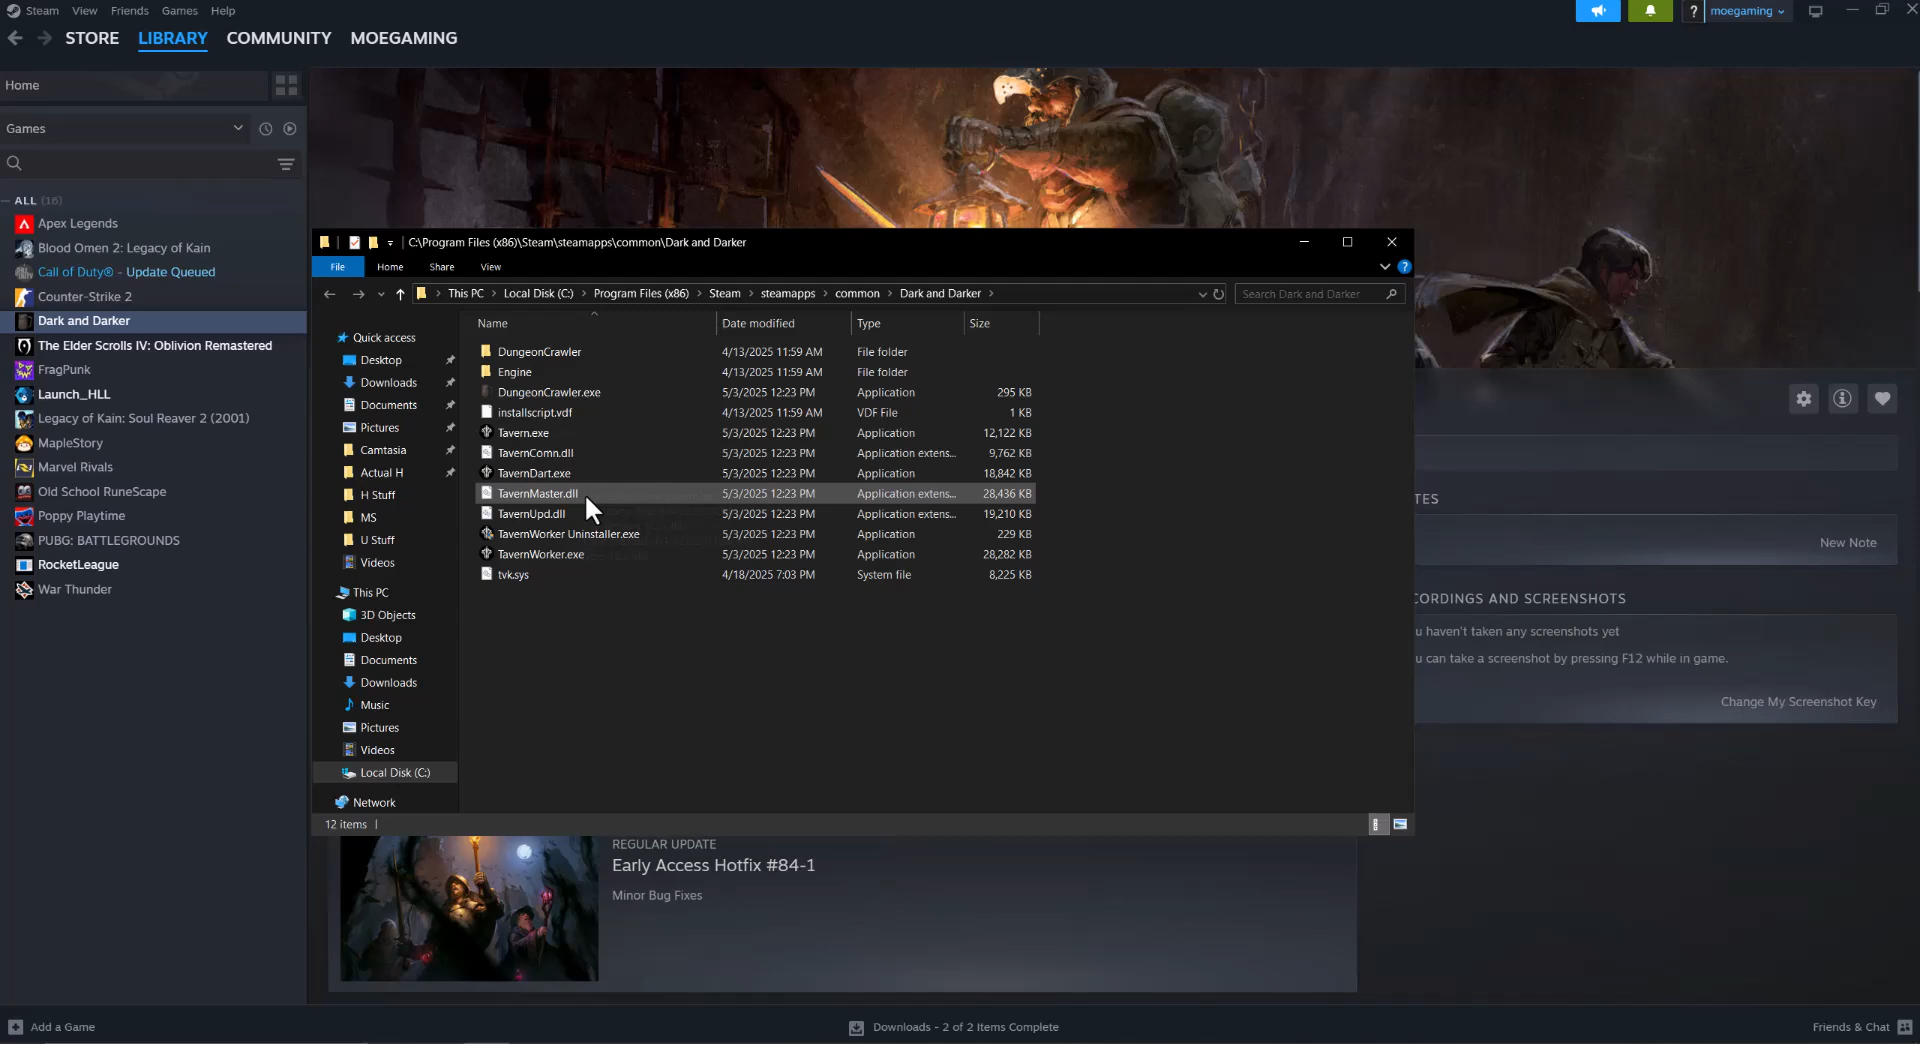 Steam View Friends Games Help
? moegaming
STORE LIBRARY COMMUNITY MOEGAMING
Home
Games
ALL (16)
Apex Legends
Blood Omen 2: Legacy of Kain
Call of Duty® - Update Queued
Counter-Strike 2
Dark and Darker
The Elder Scrolls IV: Oblivion Remastered
FragPunk
Launch_HLL
Legacy of Kain: Soul Reaver 2 (2001)
MapleStory
Marvel Rivals
Old School RuneScape
Poppy Playtime
PUBG: BATTLEGROUNDS
RocketLeague
War Thunder
C:\Program Files (x86)\Steam\steamapps\common\Dark and Darker
File Home Share View ?
This PC Local Disk (C:) Program Files (x86) Steam steamapps common Dark and Darker Search Dark and Darker
Quick access
Desktop
Downloads
Documents
Pictures
Camtasia
Actual H
H Stuff
MS
U Stuff
Videos
This PC
3D Objects
Desktop
Documents
Downloads
Music
Pictures
Videos
Local Disk (C:)
Network
Name Date modified Type Size
DungeonCrawler 4/13/2025 11:59 AM File folder
Engine 4/13/2025 11:59 AM File folder
DungeonCrawler.exe 5/3/2025 12:23 PM Application 295 KB
installscript.vdf 4/13/2025 11:59 AM VDF File 1 KB
Tavern.exe 5/3/2025 12:23 PM Application 12,122 KB
TavernComn.dll 5/3/2025 12:23 PM Application extens... 9,762 KB
TavernDart.exe 5/3/2025 12:23 PM Application 18,842 KB
TavernMaster.dll 5/3/2025 12:23 PM Application extens... 28,436 KB
TavernUpd.dll 5/3/2025 12:23 PM Application extens... 19,210 KB
TavernWorker Uninstaller.exe 5/3/2025 12:23 PM Application 229 KB
TavernWorker.exe 5/3/2025 12:23 PM Application 28,282 KB
tvk.sys 4/18/2025 7:03 PM System file 8,225 KB
12 items
TES
New Note
CORDINGS AND SCREENSHOTS
u haven't taken any screenshots yet
u can take a screenshot by pressing F12 while in game.
Change My Screenshot Key
REGULAR UPDATE
Early Access Hotfix #84-1
Minor Bug Fixes
Add a Game
Downloads - 2 of 2 Items Complete
Friends & Chat